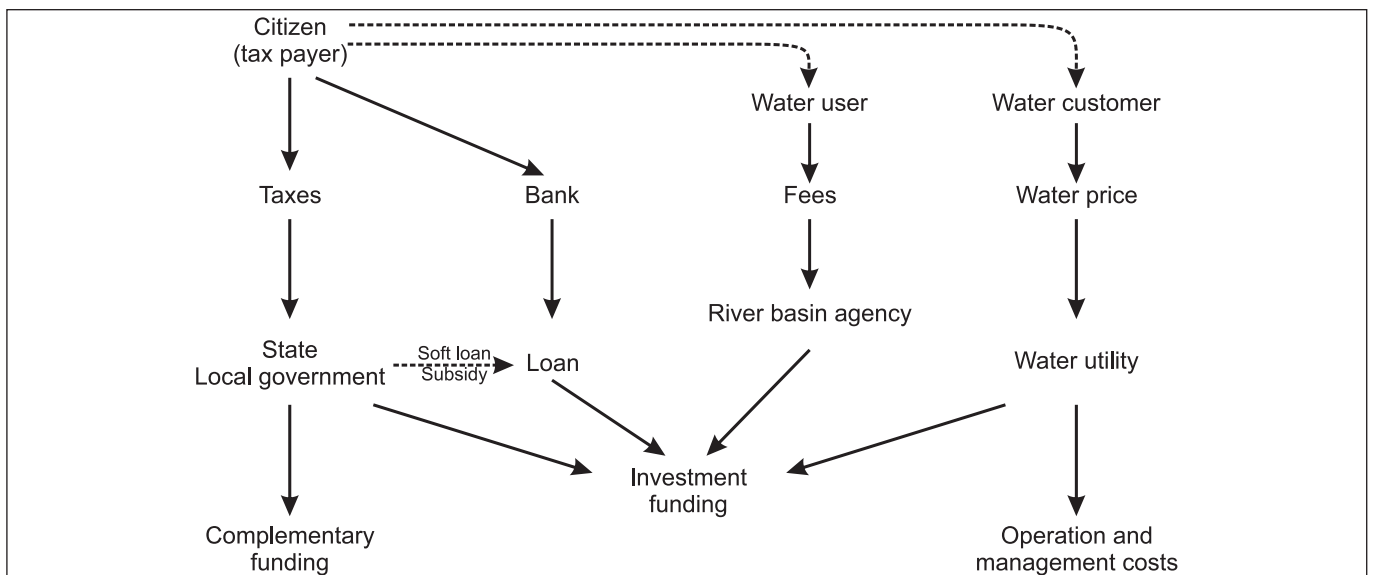 Citizen
(tax payer)
Water user
Water customer
Taxes
Bank
Fees
Water price
River basin agency
State
Local government
Soft loan
Subsidy
Loan
Water utility
Investment
funding
Complementary
funding
Operation and
management costs